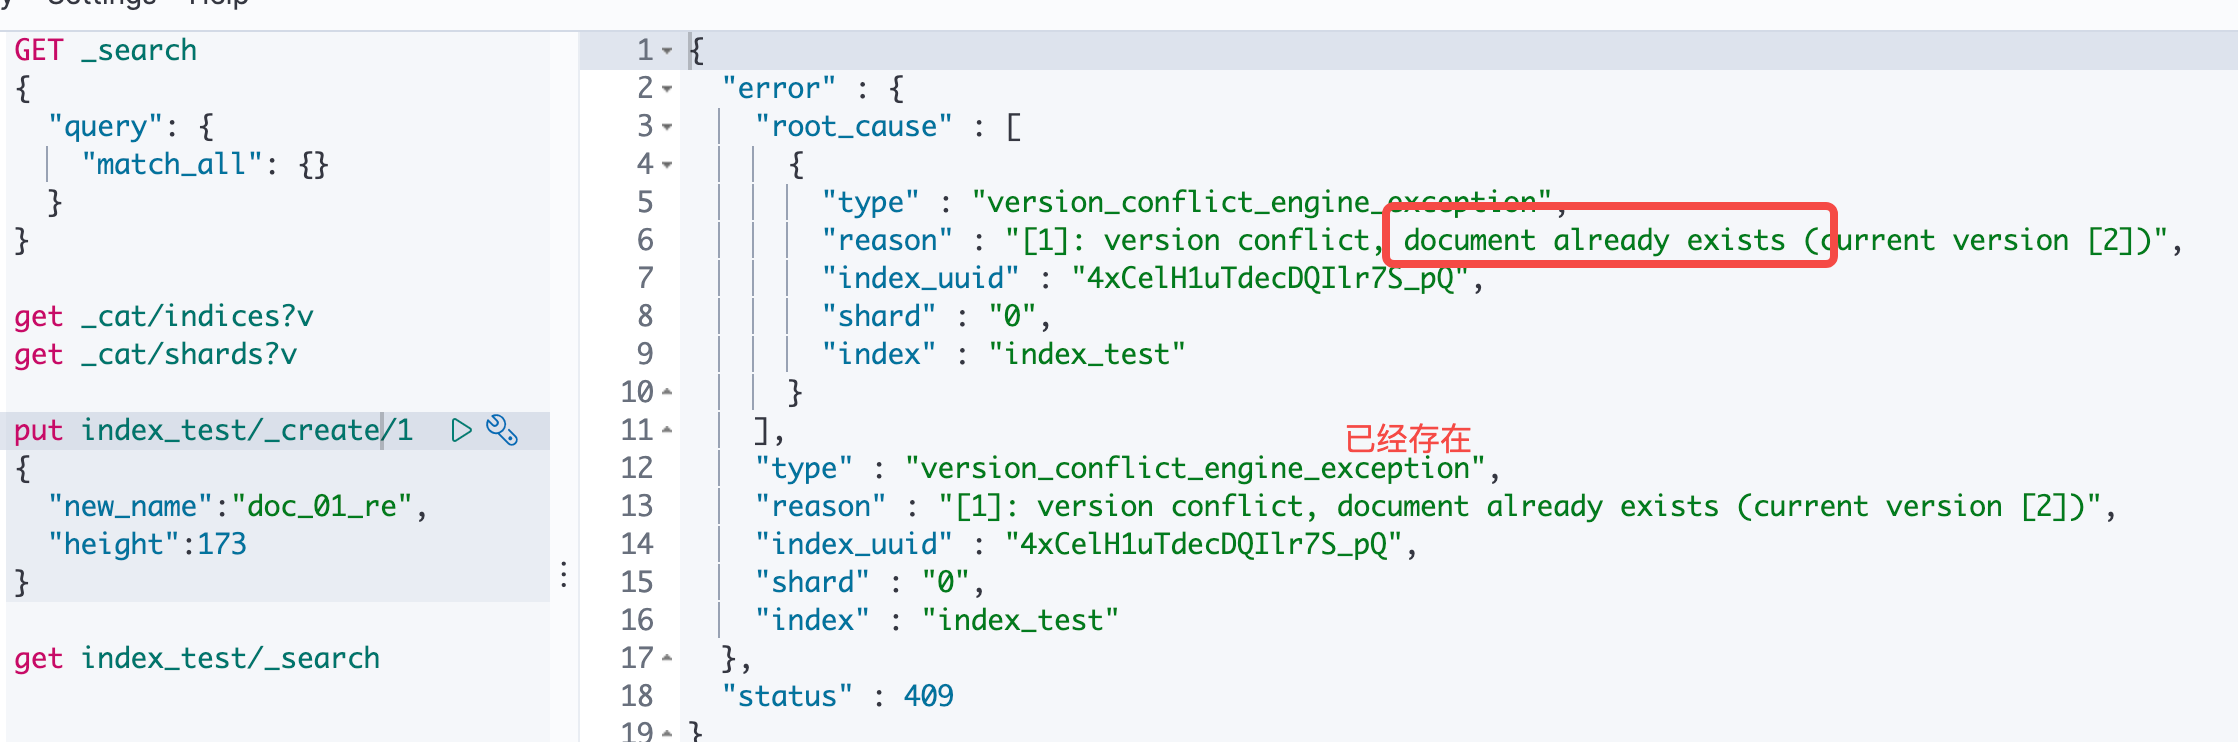 Settings Help
GET _search
{
"query": {
"match_all": {}
}
}
get _cat/indices?v
get _cat/shards?v
put index_test/_create/1
{
"new_name":"doc_01_re",
"height":173
}
get index_test/_search
1 {
2 "error" : {
3 "root_cause" : [
4 {
5 "type" : "version_conflict_engine_exception",
6 "reason" : "[1]: version conflict, document already exists (current version [2])",
7 "index_uuid" : "4xCelH1uTdecDQIlr7S_pQ",
8 "shard" : "0",
9 "index" : "index_test"
10 }
11 ],
已经存在
12 "type" : "version_conflict_engine_exception",
13 "reason" : "[1]: version conflict, document already exists (current version [2])",
14 "index_uuid" : "4xCelH1uTdecDQIlr7S_pQ",
15 "shard" : "0",
16 "index" : "index_test"
17 },
18 "status" : 409
19 }